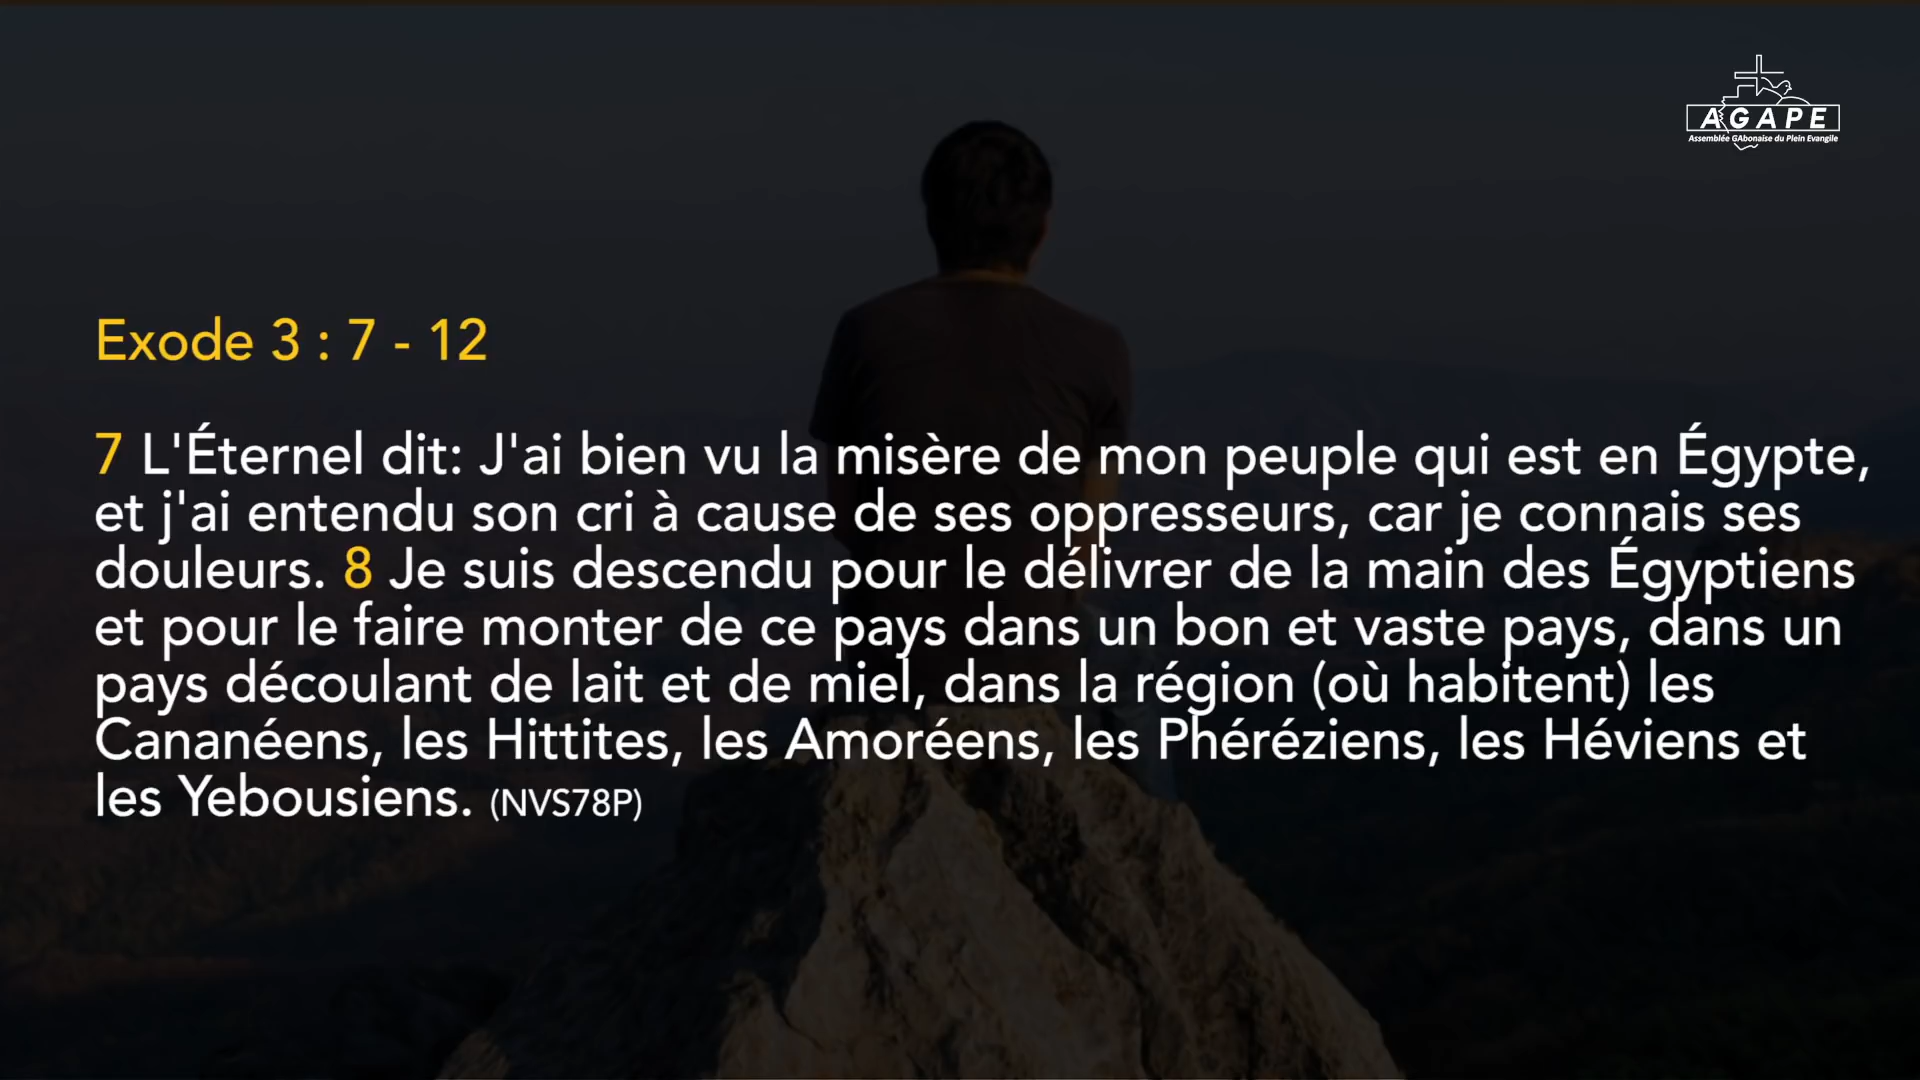 AGAPE
Assemblée GAbonaise du Plein Evangile
Exode 3 : 7 - 12
7 L'Éternel dit: J'ai bien vu la misère de mon peuple qui est en Égypte,
et j'ai entendu son cri à cause de ses oppresseurs, car je connais ses
douleurs. 8 Je suis descendu pour le délivrer de la main des Égyptiens
et pour le faire monter de ce pays dans un bon et vaste pays, dans un
pays découlant de lait et de miel, dans la région (où habitent) les
Cananéens, les Hittites, les Amoréens, les Phéréziens, les Héviens et
les Yebousiens. (NVS78P)